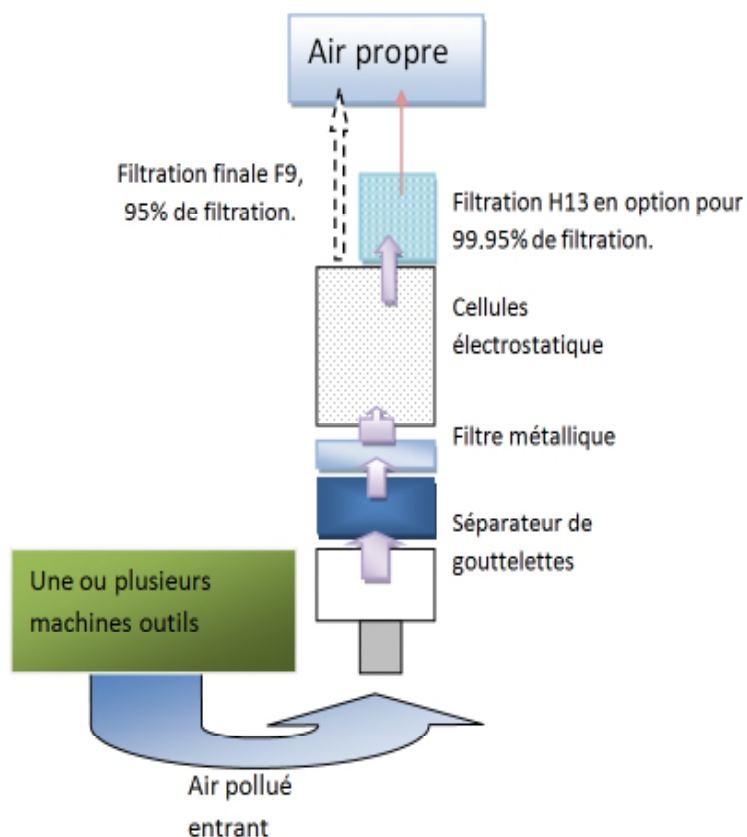 Air propre
Filtration finale F9,
95% de filtration.
Filtration H13 en option pour
99,95% de filtration.
Cellules
électrostatique
Filtre métallique
Séparateur de
gouttelettes
Une ou plusieurs
machines outils
Air pollué
entrant